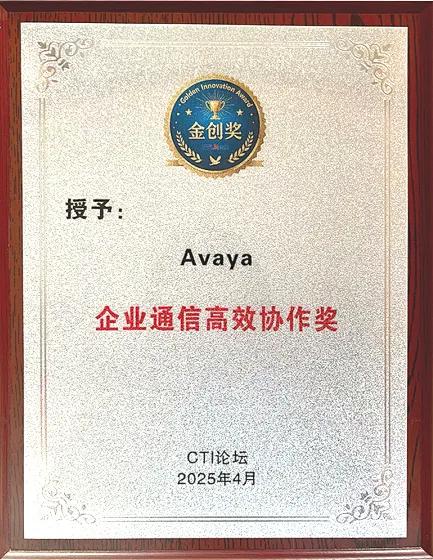 Golden Innovation Award
金创奖
授予：
Avaya
企业通信高效协作奖
CTI论坛
2025年4月